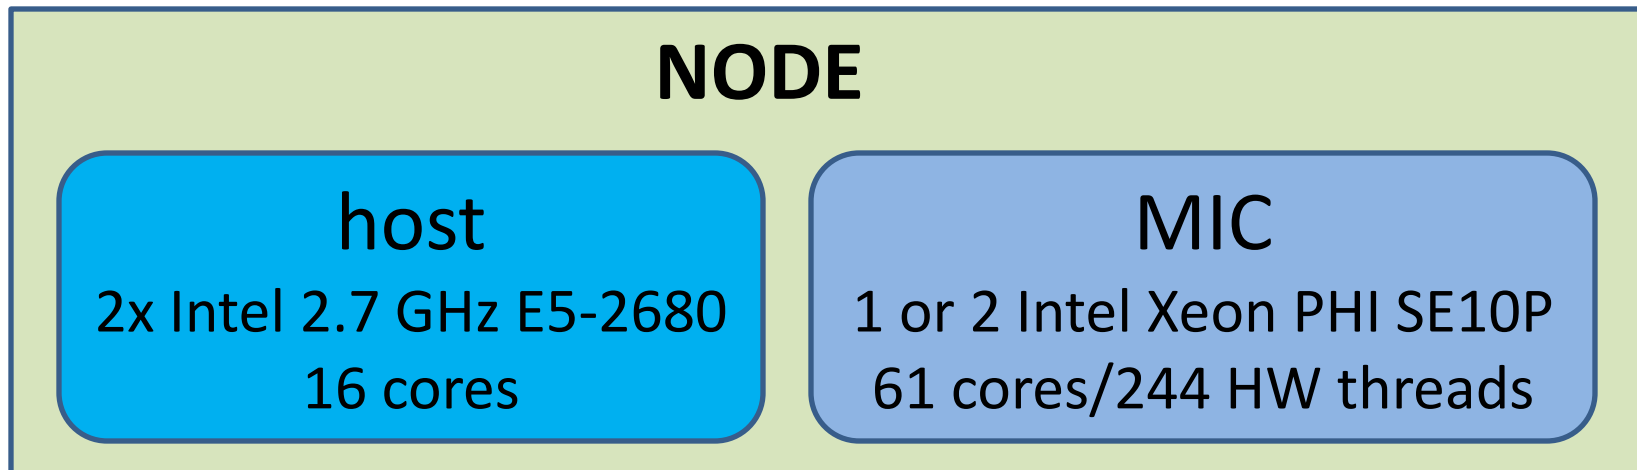 NODE
host
2x Intel 2.7 GHz E5-2680
16 cores
MIC
1 or 2 Intel Xeon PHI SE10P
61 cores/244 HW threads